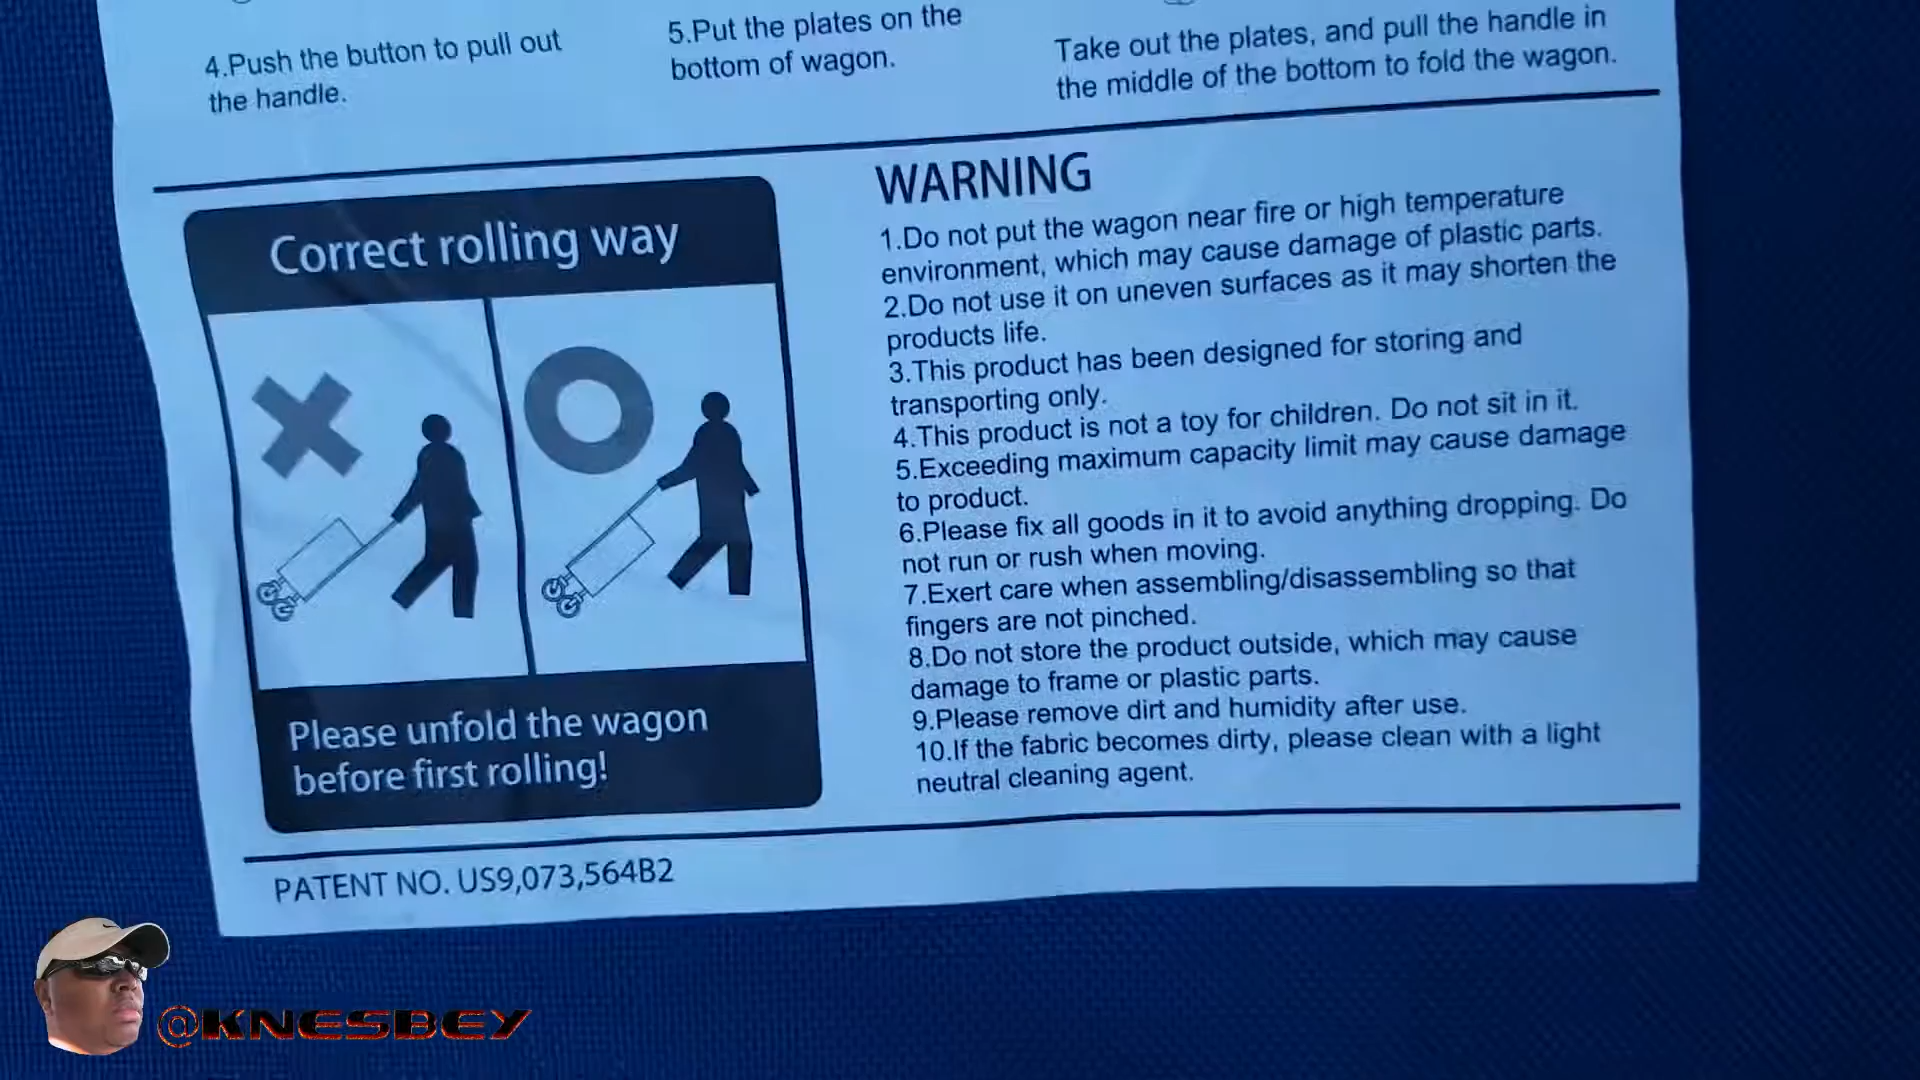 4.Push the button to pull out
the handle.
5.Put the plates on the
bottom of wagon.
Take out the plates, and pull the handle in
the middle of the bottom to fold the wagon.
Correct rolling way
Please unfold the wagon
before first rolling!
WARNING
1.Do not put the wagon near fire or high temperature
environment, which may cause damage of plastic parts.
2.Do not use it on uneven surfaces as it may shorten the
products life.
3.This product has been designed for storing and
transporting only.
4.This product is not a toy for children. Do not sit in it.
5.Exceeding maximum capacity limit may cause damage
to product.
6.Please fix all goods in it to avoid anything dropping. Do
not run or rush when moving.
7.Exert care when assembling/disassembling so that
fingers are not pinched.
8.Do not store the product outside, which may cause
damage to frame or plastic parts.
9.Please remove dirt and humidity after use.
10.If the fabric becomes dirty, please clean with a light
neutral cleaning agent.
PATENT NO. US9,073,564B2
@KNESBEY